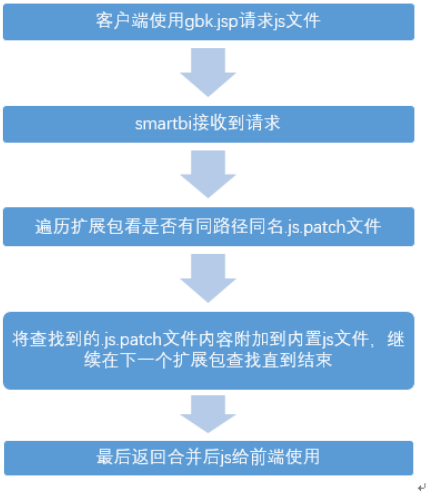 客户端使用gbk.jsp请求js文件
smartbi接收到请求
遍历扩展包看是否有同路径同名.js.patch文件
将查找到的.js.patch文件内容附加到内置js文件，继
续在下一个扩展包查找直到结束
最后返回合并后js给前端使用